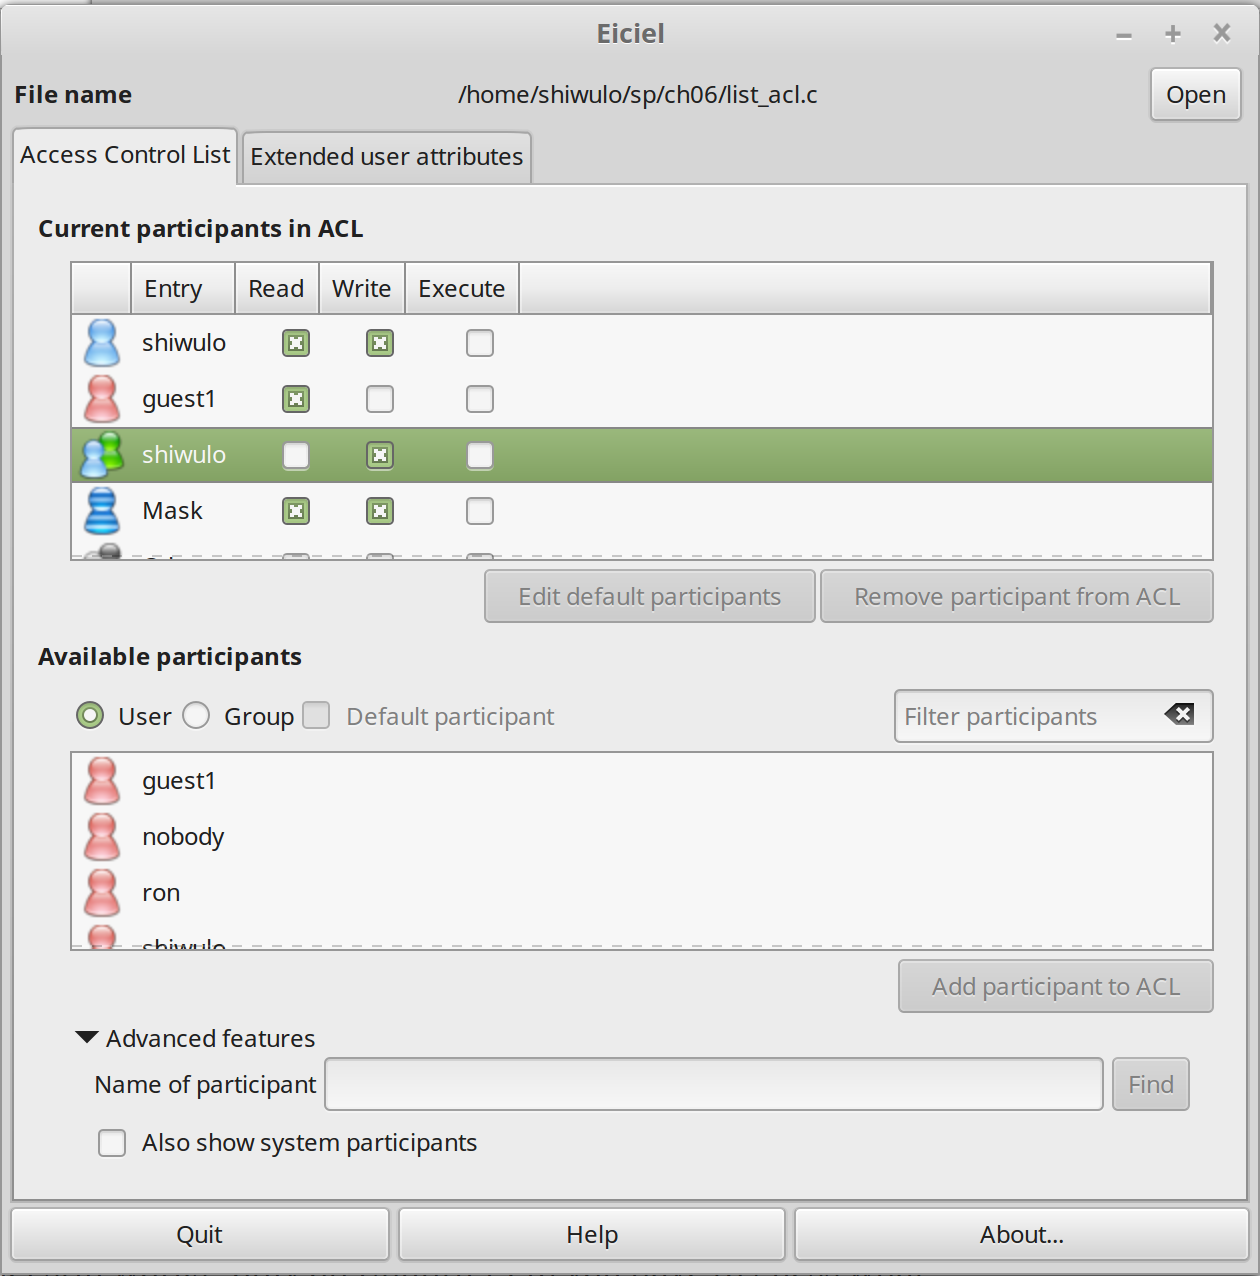 Eiciel
File name /home/shiwulo/sp/ch06/list_acl.c Open
Access Control List Extended user attributes
Current participants in ACL
Entry Read Write Execute
shiwulo
guest1
shiwulo
Mask
Edit default participants Remove participant from ACL
Available participants
User Group Default participant Filter participants
guest1
nobody
ron
shiwulo
Add participant to ACL
Advanced features
Name of participant Find
Also show system participants
Quit Help About...